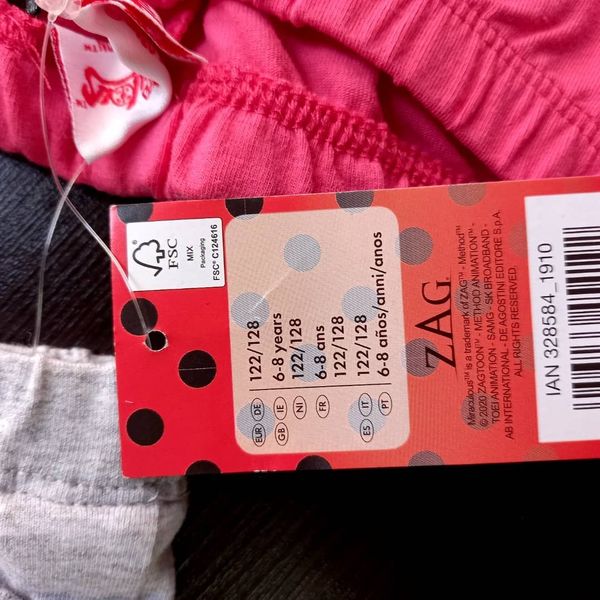 FSC
MIX
Packaging
FSC® C124616
EUR DE 122/128
GB IE 6-8 years
NI 122/128
FR 6-8 ans
122/128
ES IT 122/128
PT 6-8 años/anni/anos
ZAG
Miraculous™ is a trademark of ZAG™ - Method™
© 2020 ZAGTOON™ - METHOD ANIMATION™ -
TOEI ANIMATION - SAMG - SK BROADBAND -
AB INTERNATIONAL - DE AGOSTINI EDITORE S.p.A.
ALL RIGHTS RESERVED.
IAN 328584_1910